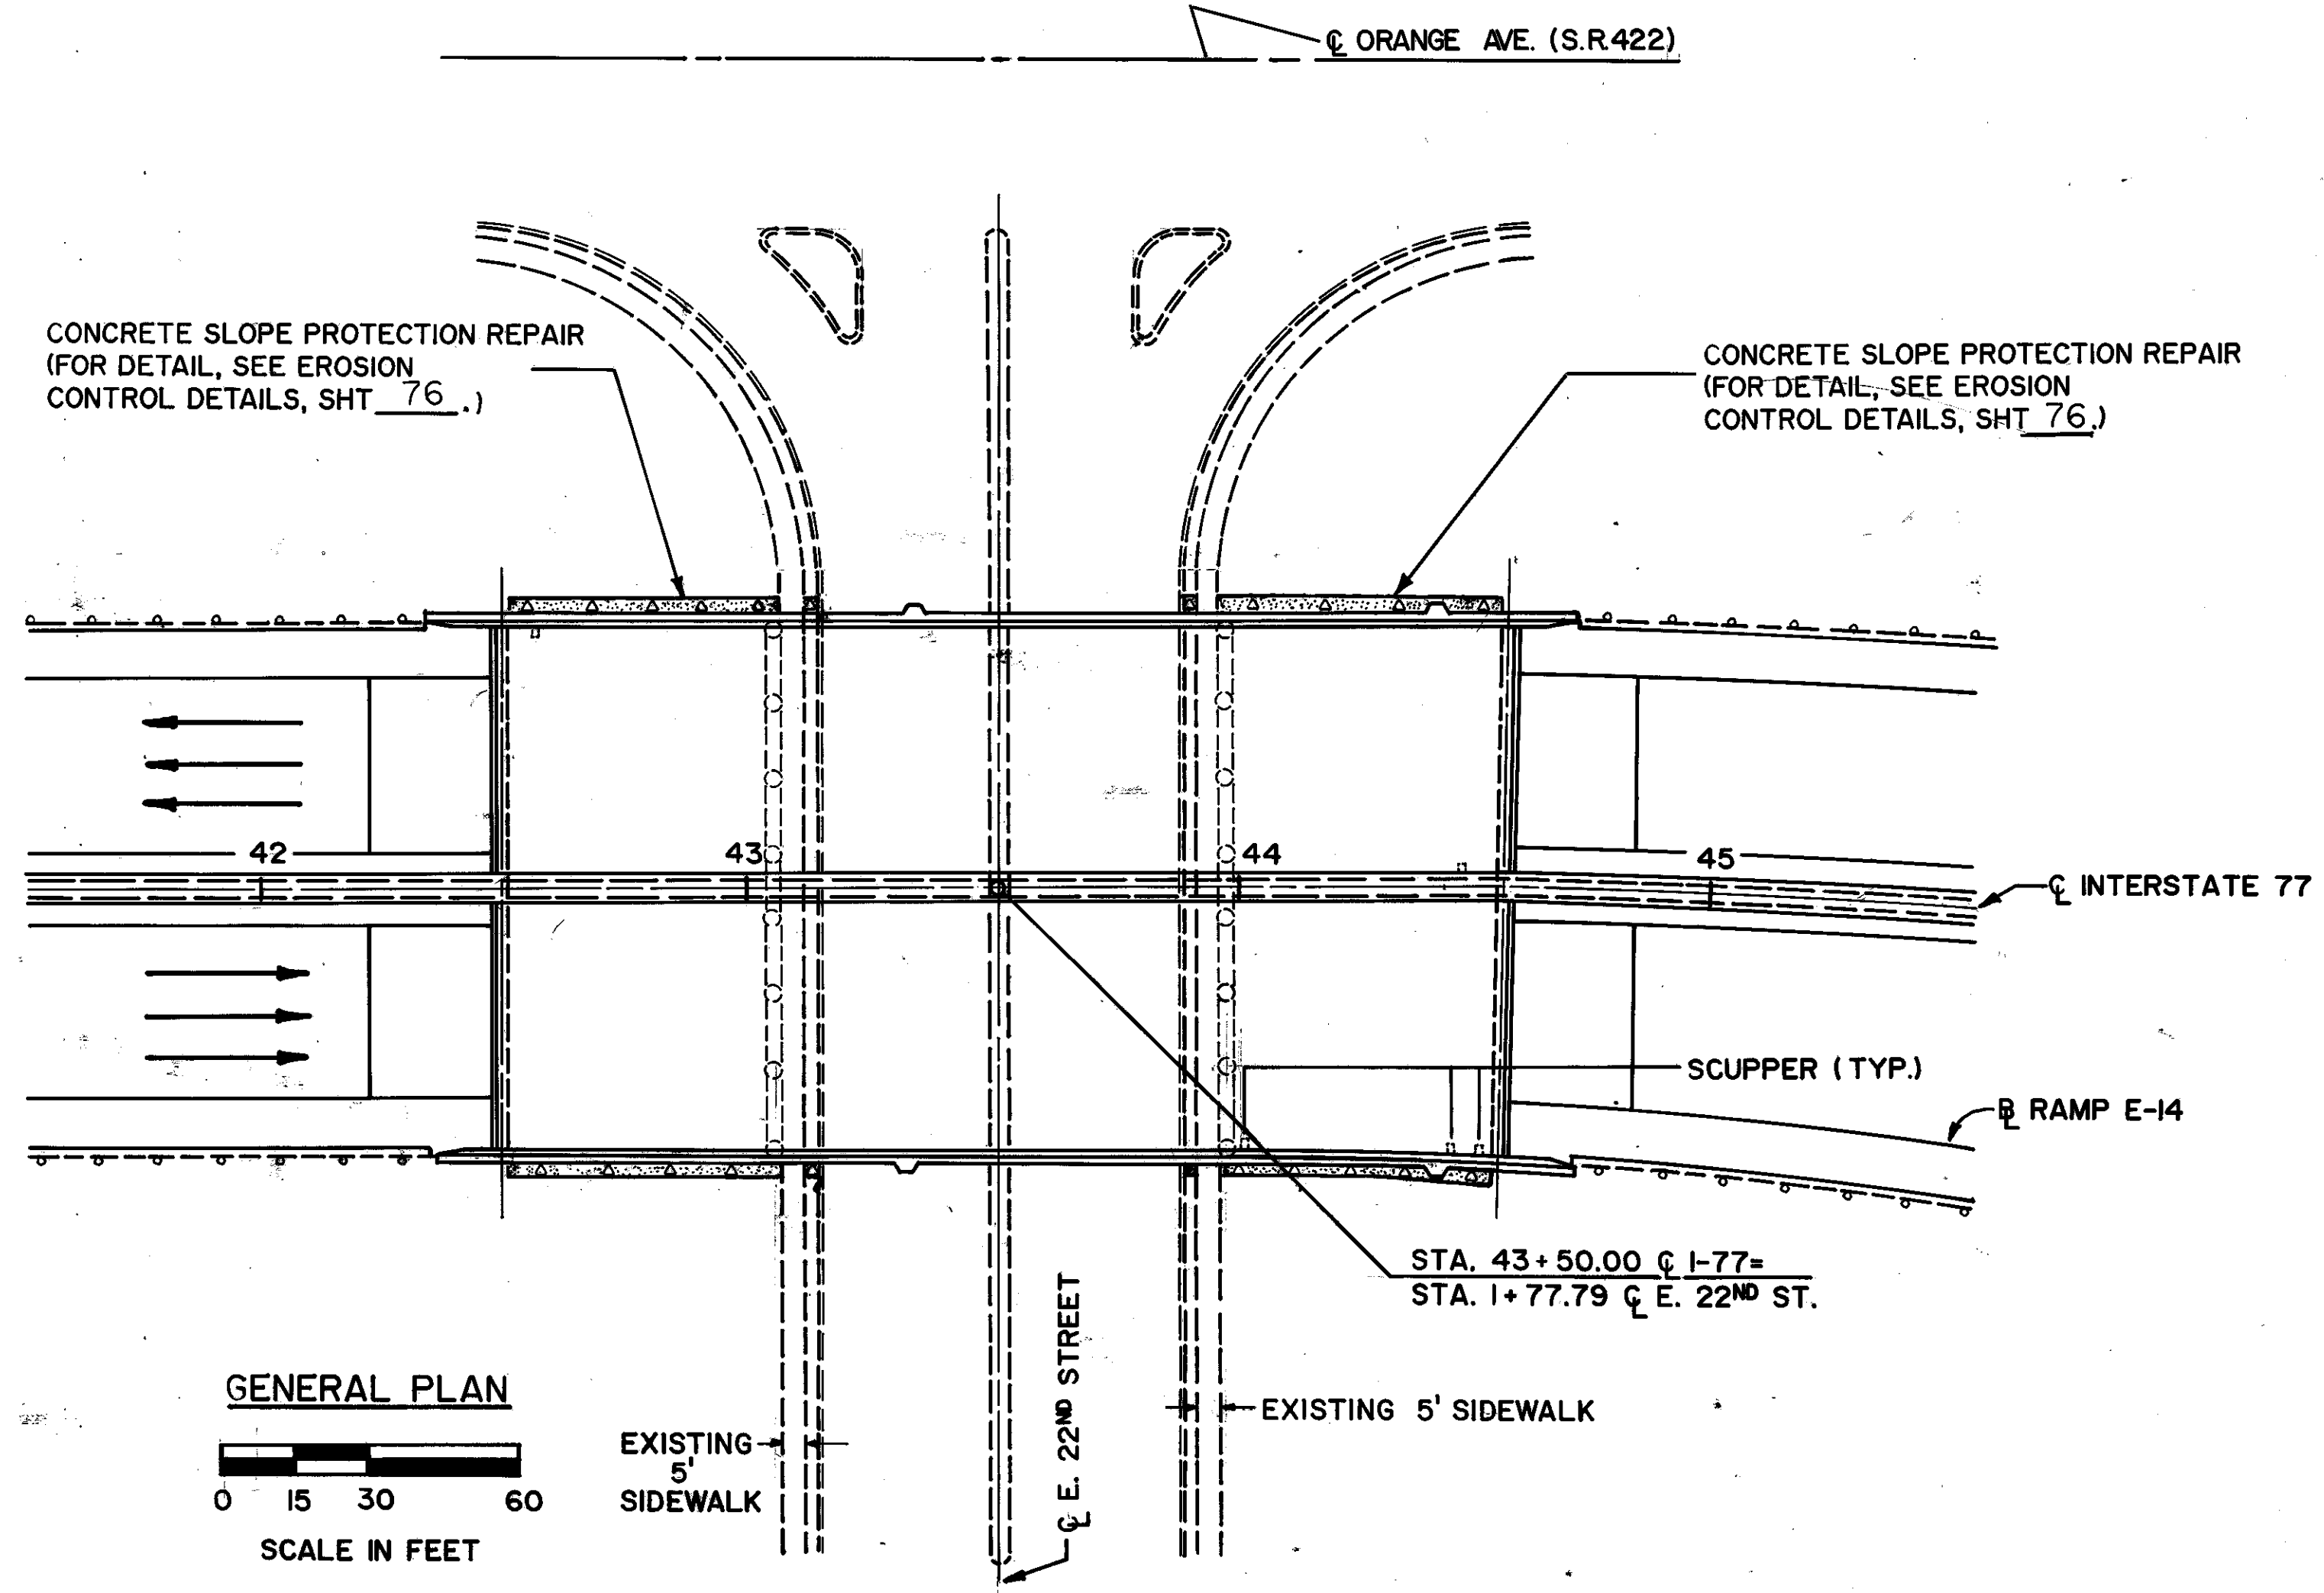 ℄ ORANGE AVE. (S.R.422)
CONCRETE SLOPE PROTECTION REPAIR
(FOR DETAIL, SEE EROSION
CONTROL DETAILS, SHT 76.)
CONCRETE SLOPE PROTECTION REPAIR
(FOR DETAIL, SEE EROSION
CONTROL DETAILS, SHT 76.)
42
43
44
45
℄ INTERSTATE 77
SCUPPER (TYP.)
BL RAMP E-14
STA. 43+50.00 ℄ I-77=
STA. 1+77.79 ℄ E. 22ND ST.
℄ E. 22ND STREET
GENERAL PLAN
0 15 30 60
SCALE IN FEET
EXISTING
5'
SIDEWALK
EXISTING 5' SIDEWALK